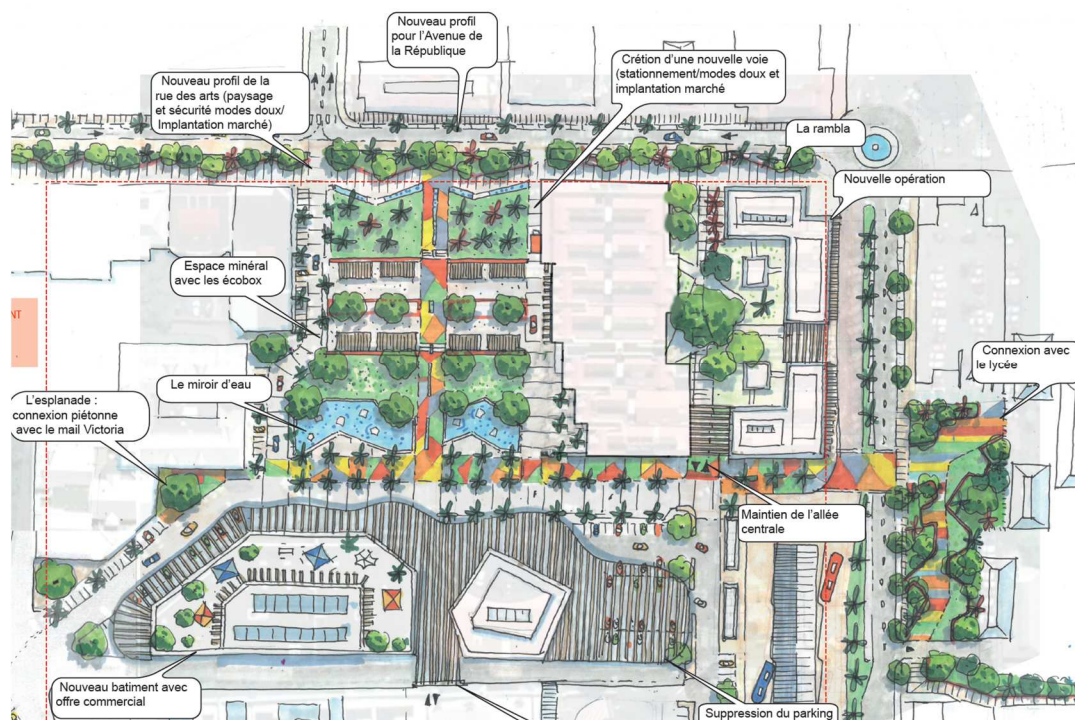 Nouveau profil
pour l'Avenue de
la République
Crétion d'une nouvelle voie
(stationnement/modes doux et
implantation marché
Nouveau profil de la
rue des arts (paysage
et sécurité modes doux/
Implantation marché)
La rambla
Nouvelle opération
Espace minéral
avec les écobox
NT
Connexion avec
le lycée
Le miroir d'eau
L'esplanade :
connexion piétonne
avec le mail Victoria
Maintien de l'allée
centrale
Nouveau batiment avec
offre commercial
Suppression du parking